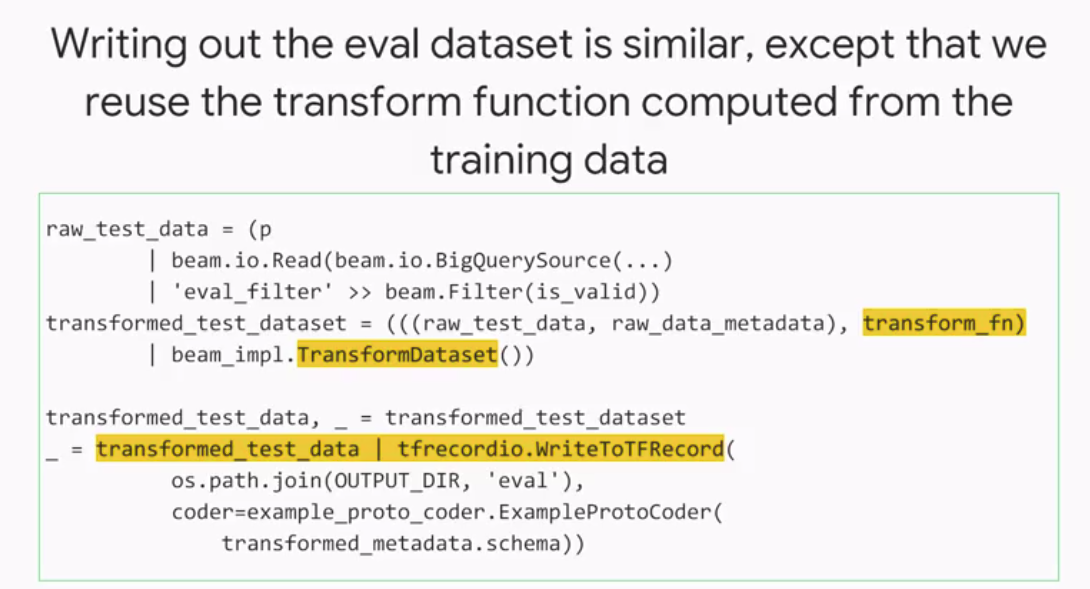 Writing out the eval dataset is similar, except that we
reuse the transform function computed from the
training data
raw_test_data = (p
| beam.io.Read(beam.io.BigQuerySource(...)
| 'eval_filter' >> beam.Filter(is_valid))
transformed_test_dataset = (((raw_test_data, raw_data_metadata), transform_fn)
| beam_impl.TransformDataset())
transformed_test_data, _ = transformed_test_dataset
_ = transformed_test_data | tfrecordio.WriteToTFRecord(
os.path.join(OUTPUT_DIR, 'eval'),
coder=example_proto_coder.ExampleProtoCoder(
transformed_metadata.schema))